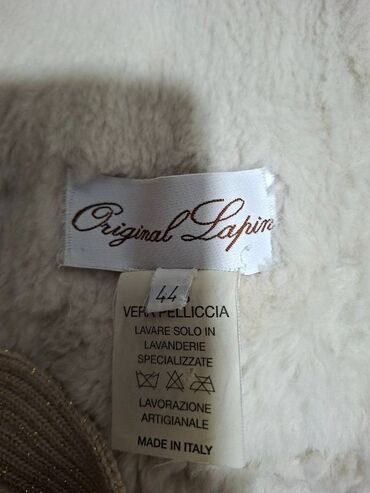 Original Lapin
44
VERA PELLICCIA
LAVARE SOLO IN
LAVANDERIE
SPECIALIZZATE
LAVORAZIONE
ARTIGIANALE
MADE IN ITALY